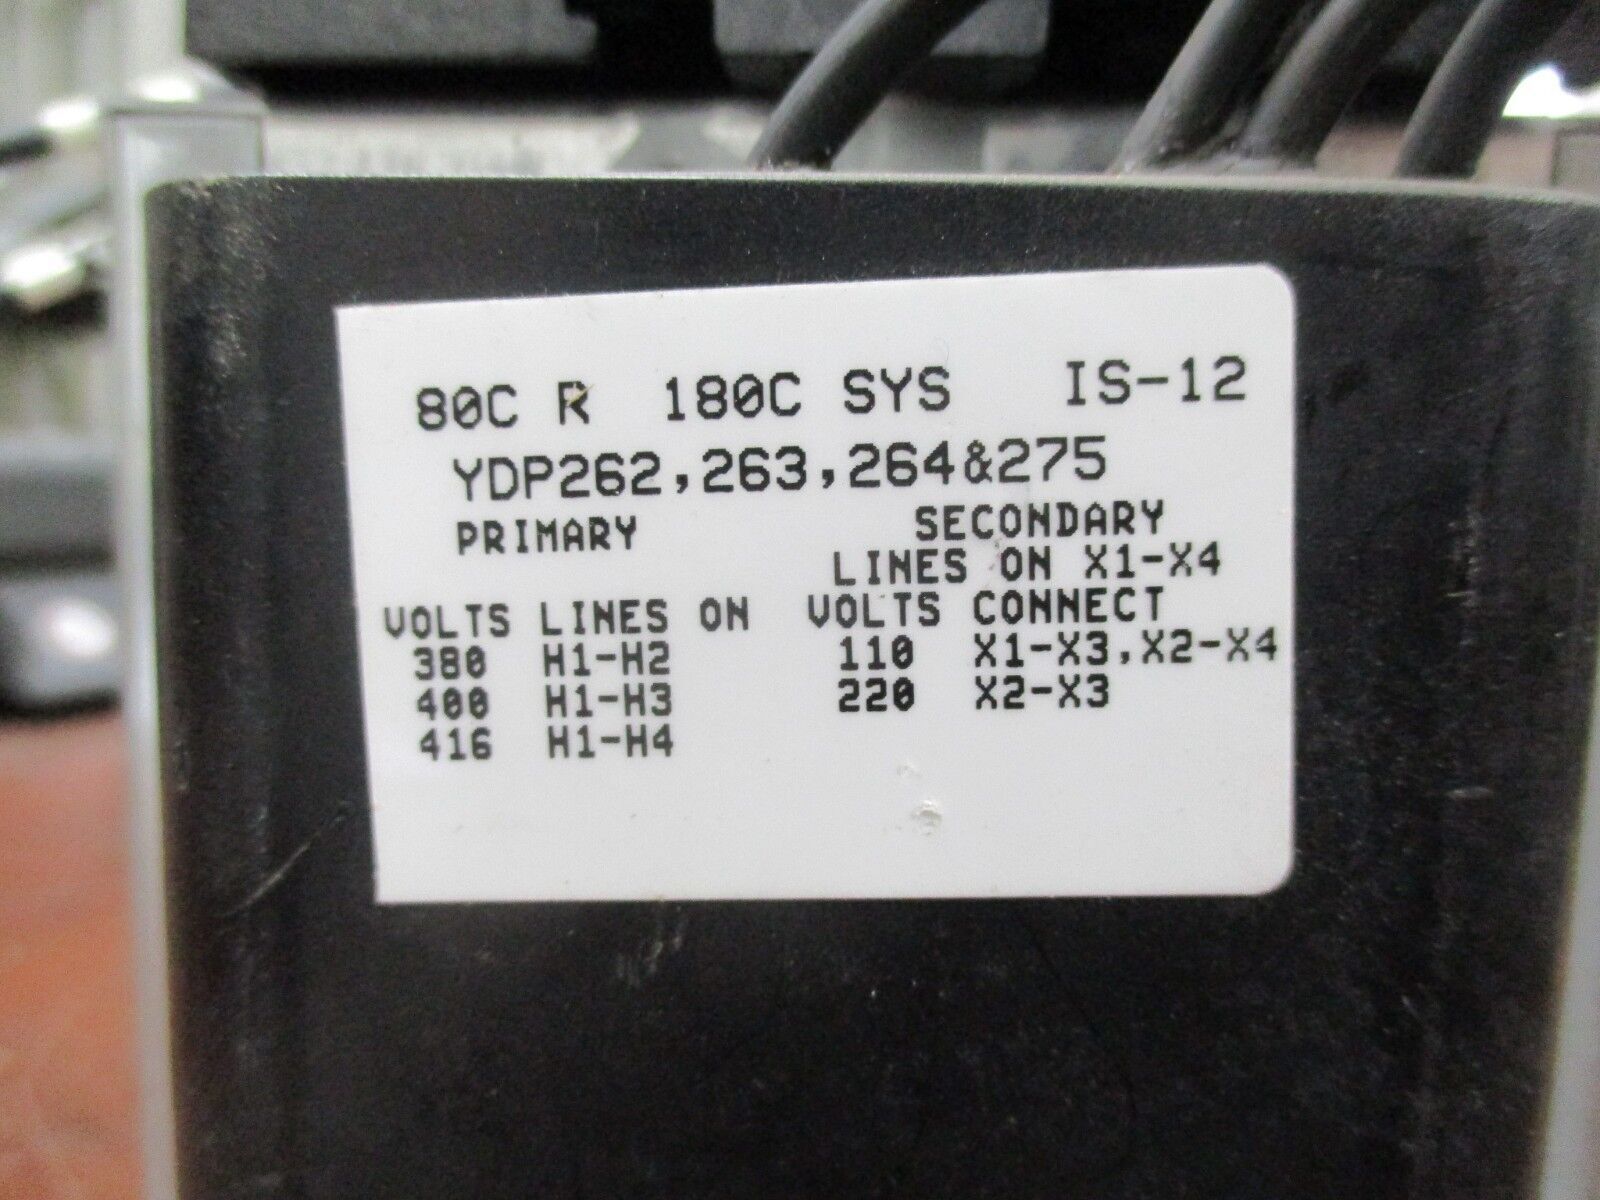 80C R 180C SYS IS-12
YDP262,263,264&275
PRIMARY SECONDARY
LINES ON X1-X4
VOLTS LINES ON VOLTS CONNECT
380 H1-H2 110 X1-X3,X2-X4
400 H1-H3 220 X2-X3
416 H1-H4